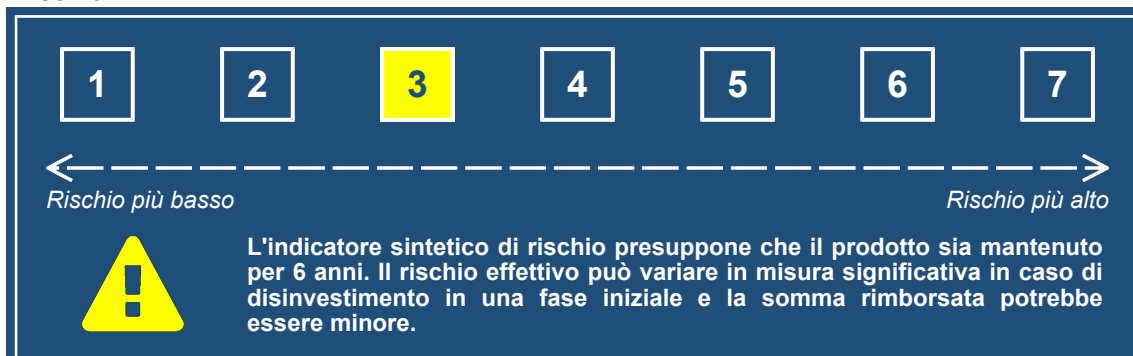 1 2 3 4 5 6 7
Rischio più basso Rischio più alto
L'indicatore sintetico di rischio presuppone che il prodotto sia mantenuto
per 6 anni. Il rischio effettivo può variare in misura significativa in caso di
disinvestimento in una fase iniziale e la somma rimborsata potrebbe
essere minore.